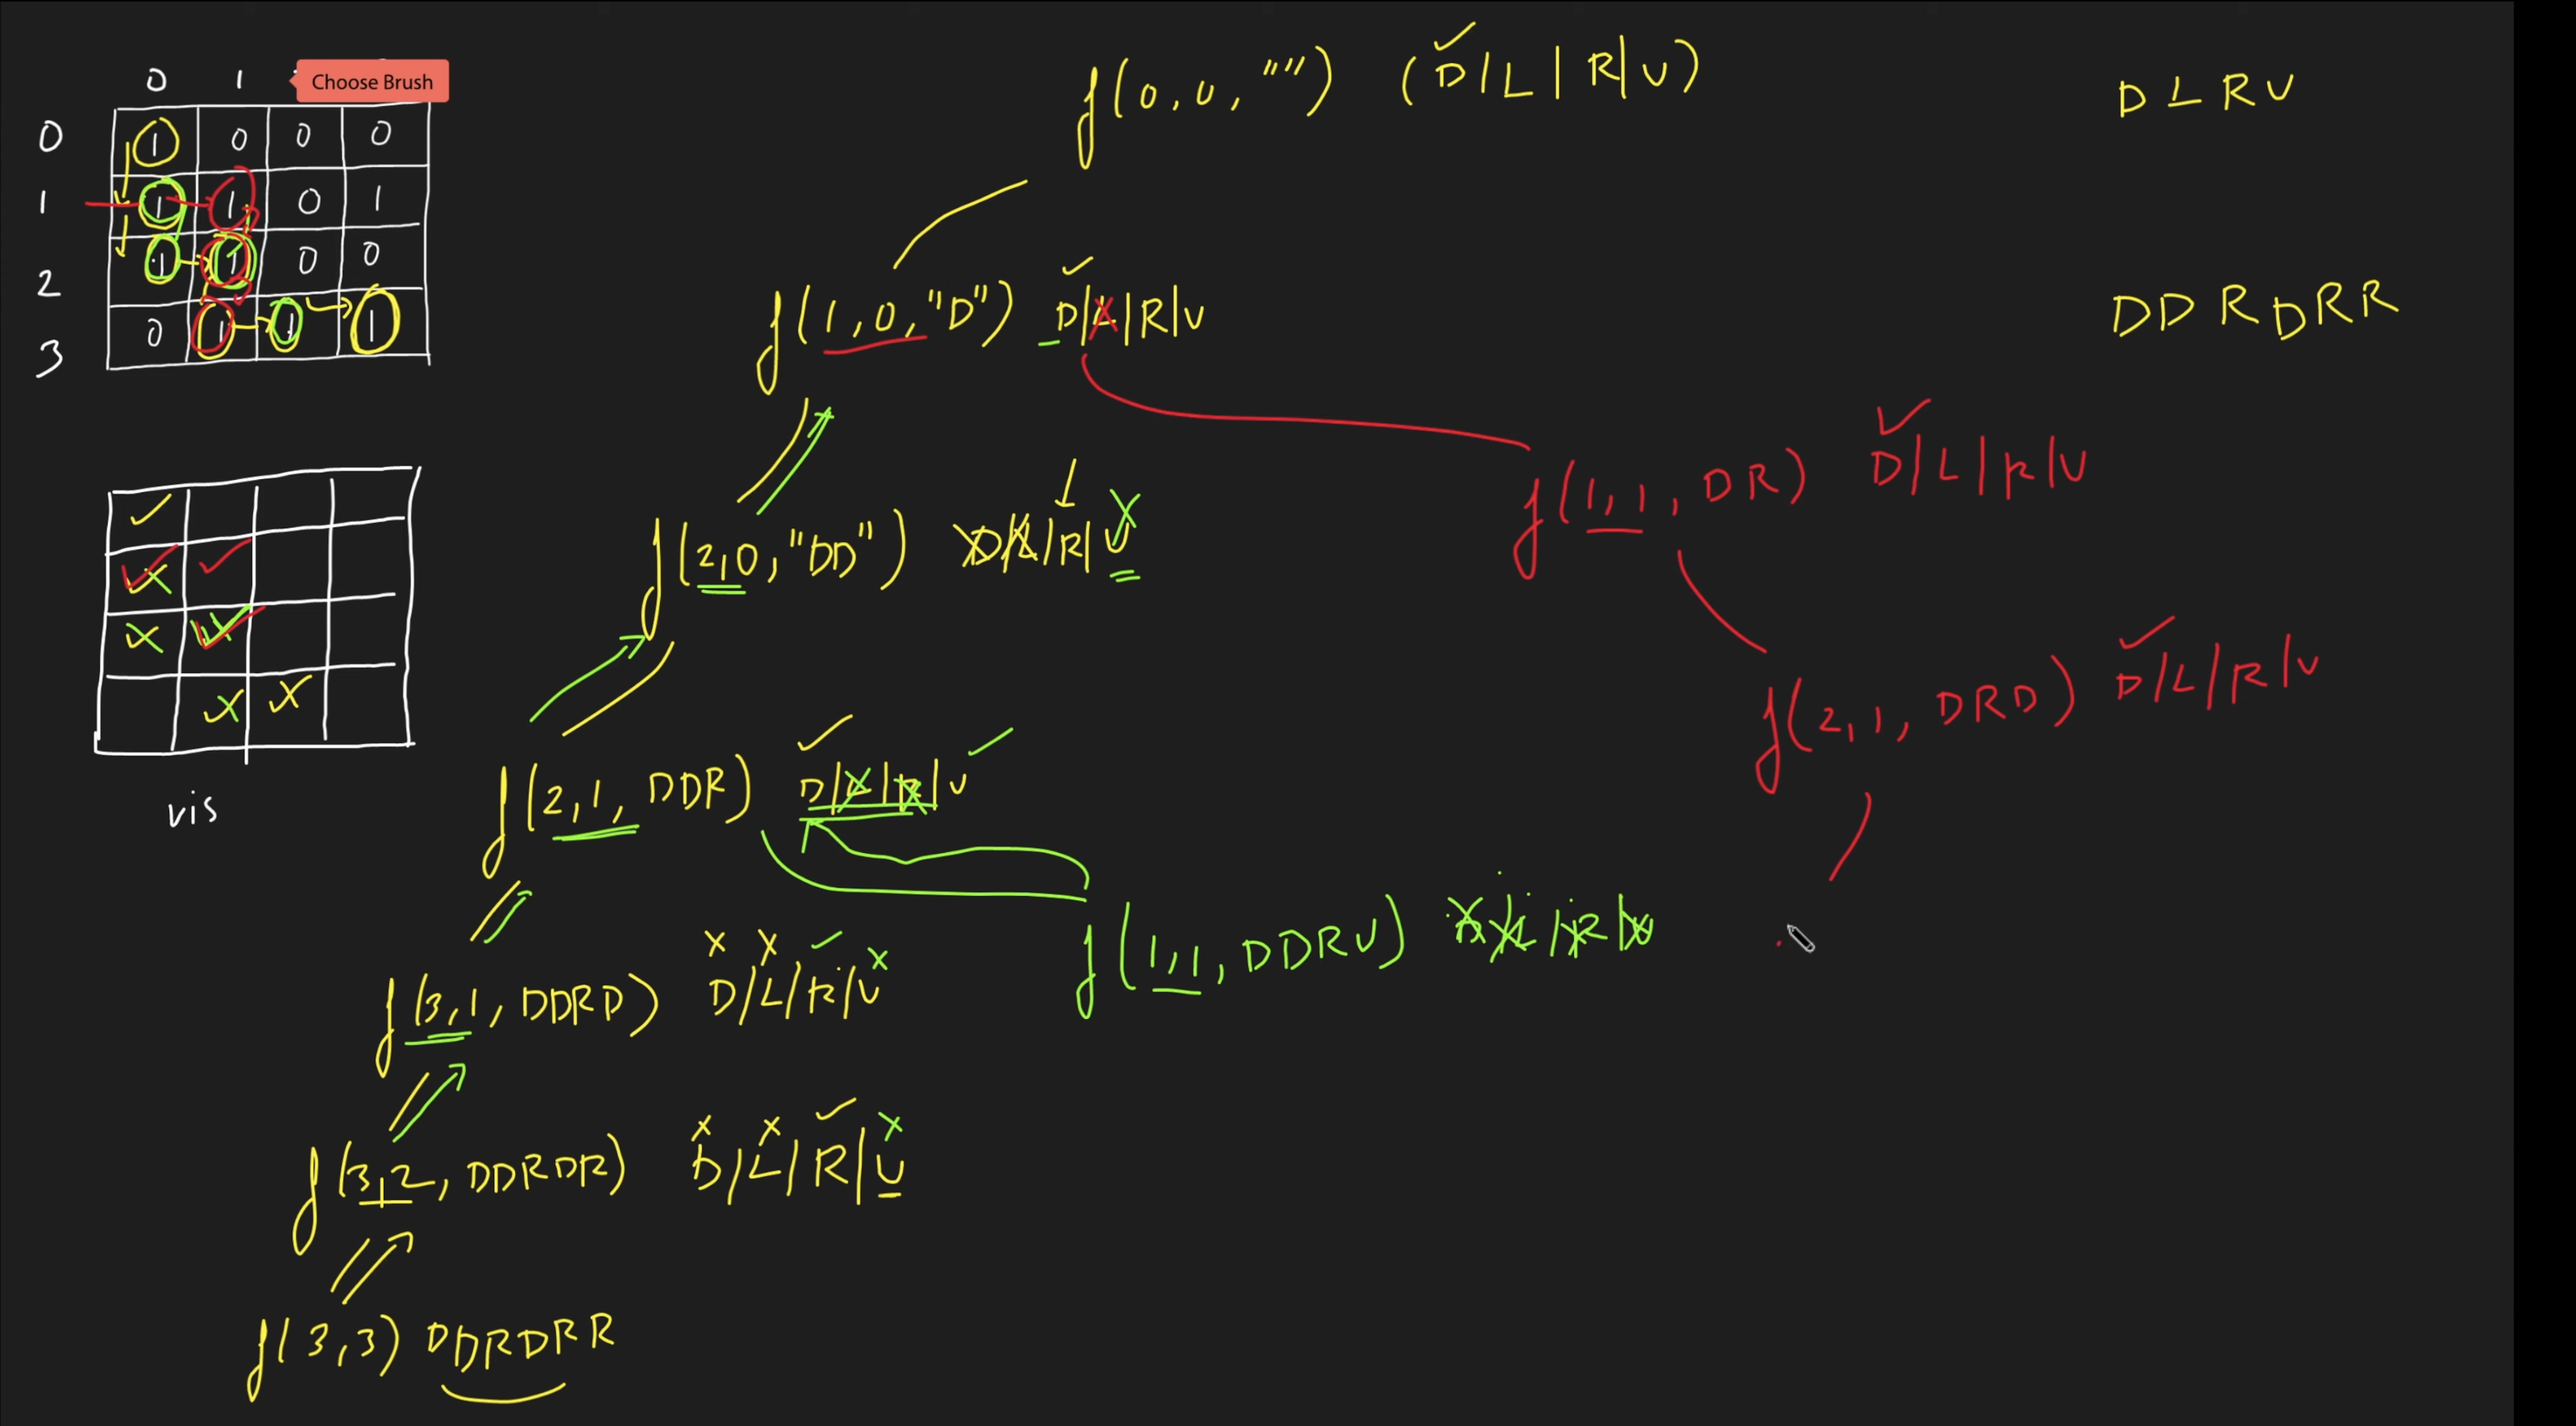 0 1
Choose Brush
0 1 0 0 0
1 1 1 0 1
2 1 1 0 0
3 0 1 1 1
vis
f(0,0,"") (D/L|R|U)
DLRU
f(1,0,"D") D|L|R|U
DDRDRR
f(1,1,DR) D/L|R|U
f(2,0,"DD") D/L/R|U
f(2,1,DRD) D/L/R/U
f(2,1,DDR) D|L|R|U
f(1,1,DDRU) D/L/R|U
f(3,1,DDRD) D/L/R/U
f(3,2,DDRDR) D/L/R|U
f(3,3) DDRDRR